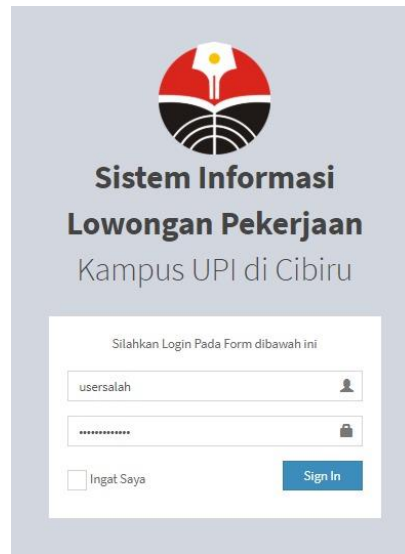 Sistem Informasi
Lowongan Pekerjaan
Kampus UPI di Cibiru
Silahkan Login Pada Form dibawah ini
usersalah
•••••••••••••
Ingat Saya
Sign In